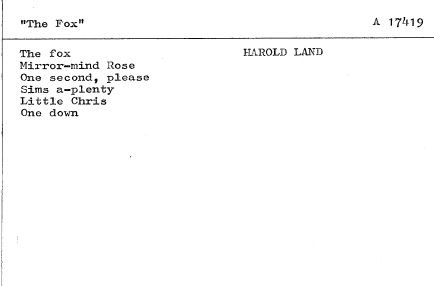 "The Fox" A 17419
The fox HAROLD LAND
Mirror-mind Rose
One second, please
Sims a-plenty
Little Chris
One down